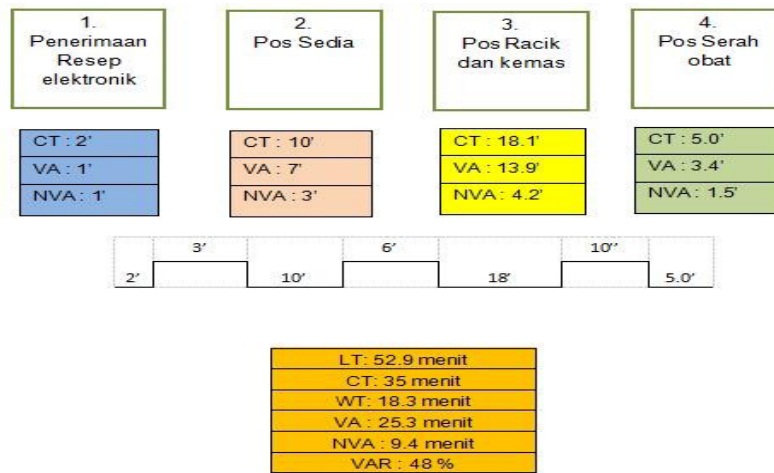 1.
Penerimaan
Resep
elektronik
2.
Pos Sedia
3.
Pos Racik
dan kemas
4.
Pos Serah
obat
CT : 2'
VA : 1'
NVA : 1'
CT : 10'
VA : 7'
NVA : 3'
CT : 18.1'
VA : 13.9'
NVA : 4.2'
CT : 5.0'
VA : 3.4'
NVA : 1.5'
3' 6' 10''
2' 10' 18' 5.0'
LT: 52.9 menit
CT: 35 menit
WT: 18.3 menit
VA : 25.3 menit
NVA : 9.4 menit
VAR : 48 %